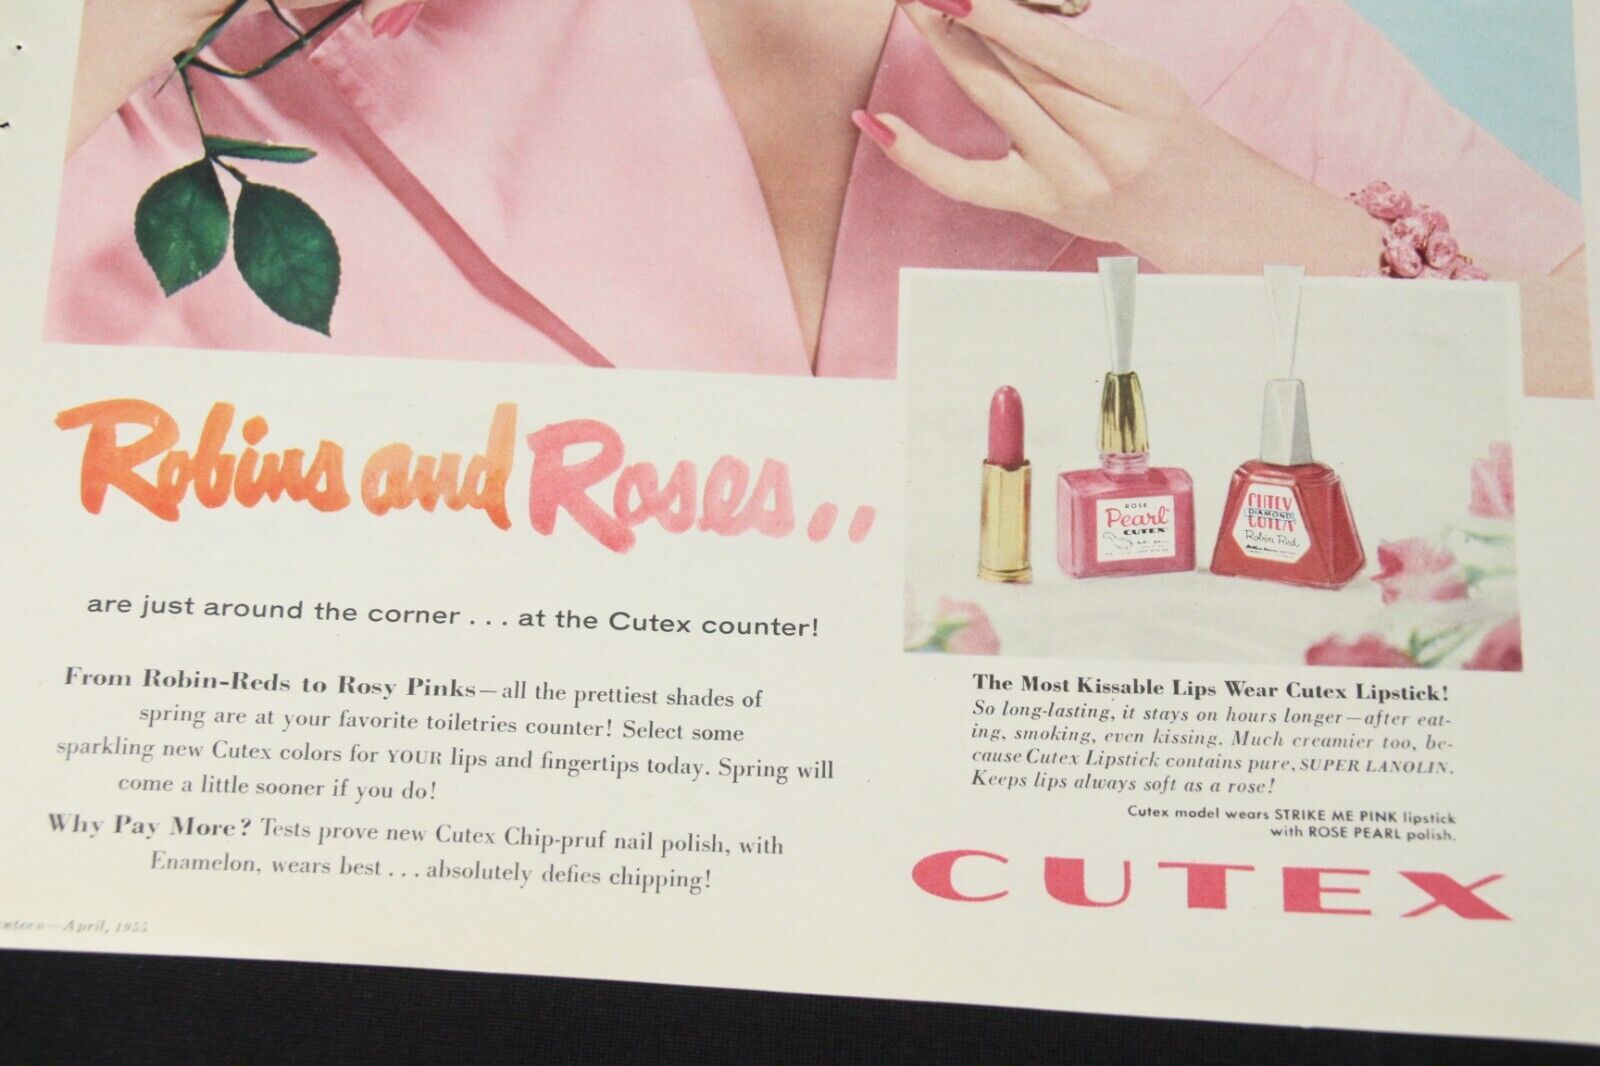 Robins and Roses..
are just around the corner . . . at the Cutex counter!
From Robin-Reds to Rosy Pinks—all the prettiest shades of
spring are at your favorite toiletries counter! Select some
sparkling new Cutex colors for YOUR lips and fingertips today. Spring will
come a little sooner if you do!
Why Pay More? Tests prove new Cutex Chip-pruf nail polish, with
Enamelon, wears best . . . absolutely defies chipping!
April, 1955
ROSE
Pearl
CUTEX
CUTEX
DIAMOND
CUTEX
Robin Red
The Most Kissable Lips Wear Cutex Lipstick!
So long-lasting, it stays on hours longer—after eat-
ing, smoking, even kissing. Much creamier too, be-
cause Cutex Lipstick contains pure, SUPER LANOLIN.
Keeps lips always soft as a rose!
Cutex model wears STRIKE ME PINK lipstick
with ROSE PEARL polish.
CUTEX